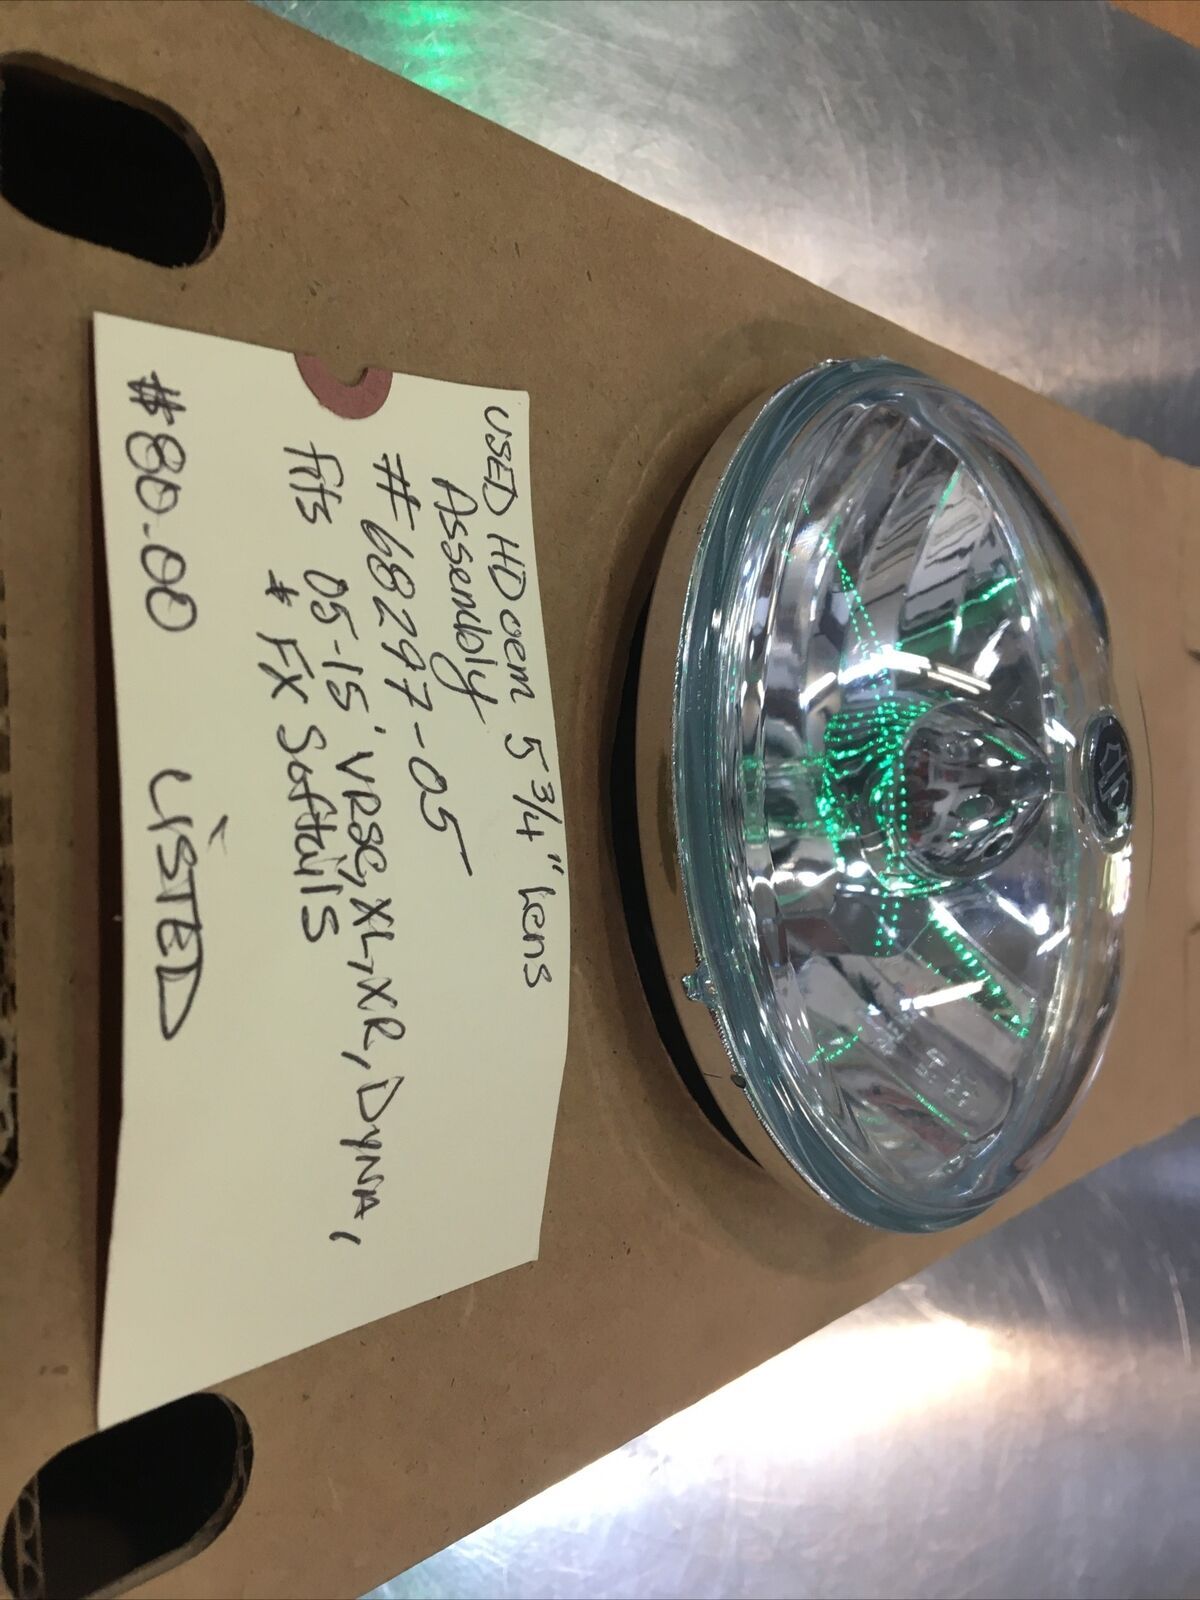 USED HD oem 5 3/4" Lens
Assembly
# 68297-05
fits 05-15' VRSC, XL, XR, DYNA,
& FX Softails
$80.00 LISTED